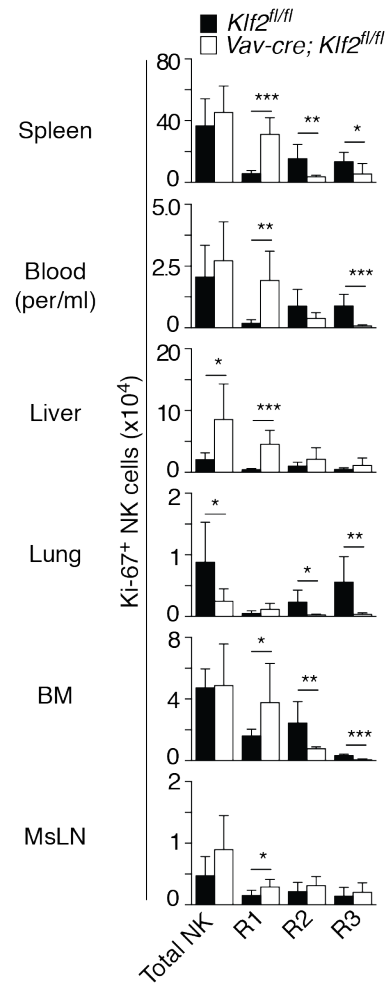 Klf2fl/fl
Vav-cre; Klf2fl/fl
Ki-67+ NK cells (x104)
Spleen
80
40
0
***
**
*
Blood
(per/ml)
5.0
2.5
0
**
***
Liver
20
10
0
*
***
Lung
2
1
0
*
*
**
BM
8
4
0
*
**
***
MsLN
2
1
0
*
Total NK
R1
R2
R3